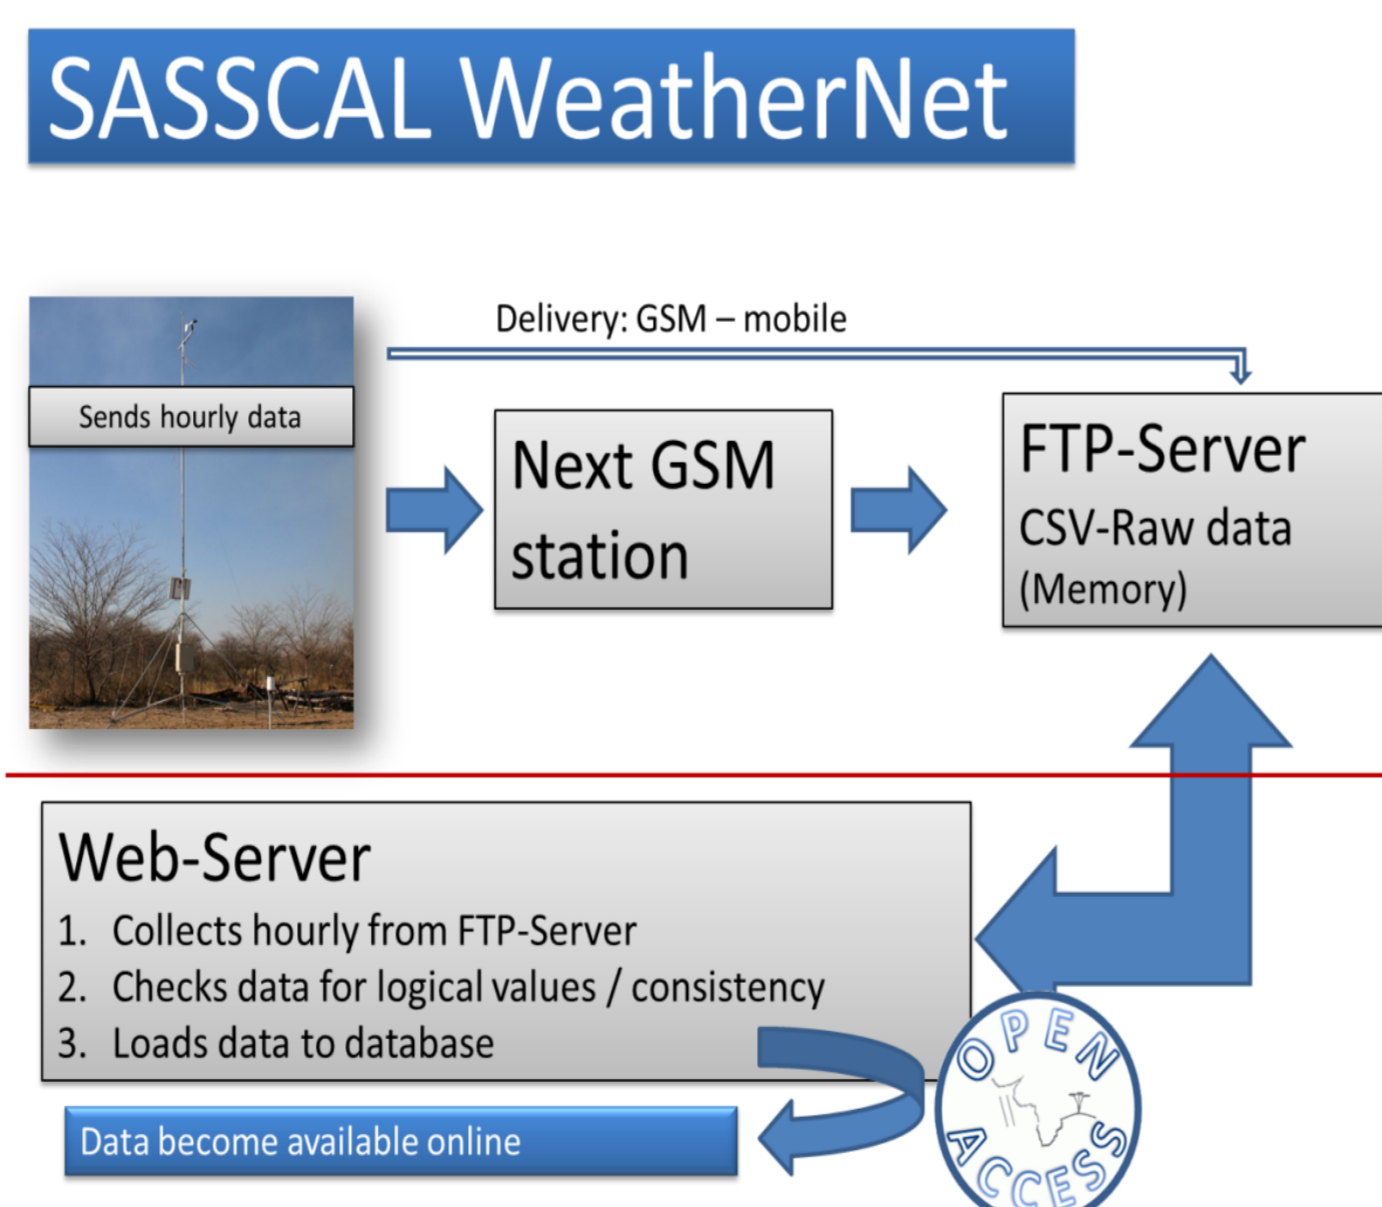 SASSCAL WeatherNet
Delivery: GSM – mobile
Sends hourly data
Next GSM
station
FTP-Server
CSV-Raw data
(Memory)
Web-Server
1. Collects hourly from FTP-Server
2. Checks data for logical values / consistency
3. Loads data to database
Data become available online
OPEN
ACCESS